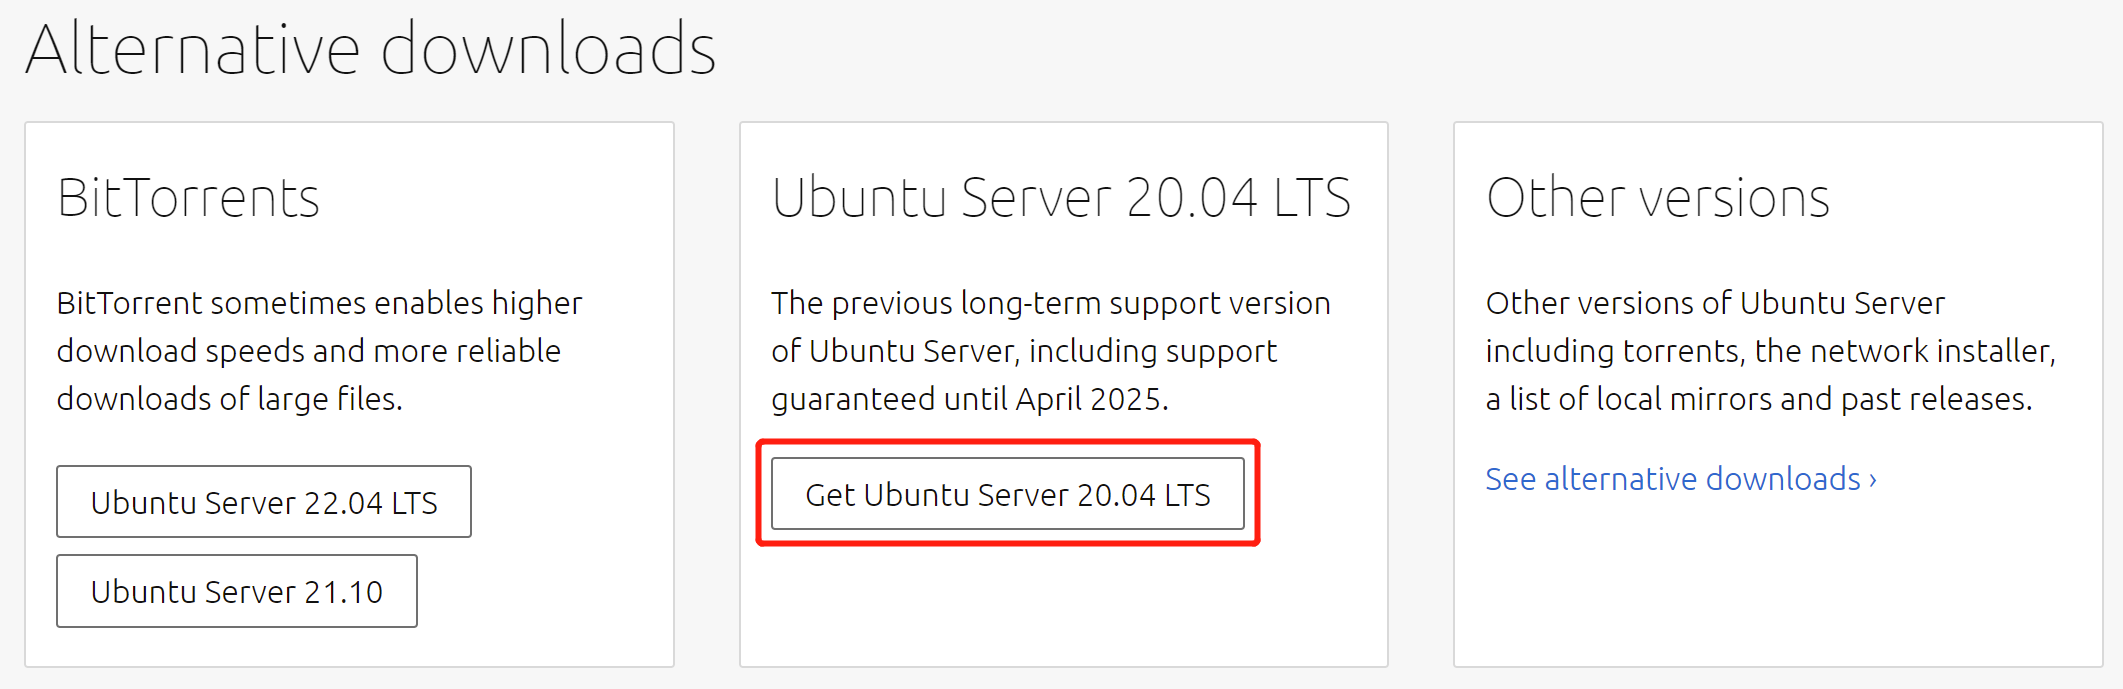 Alternative downloads
BitTorrents
BitTorrent sometimes enables higher
download speeds and more reliable
downloads of large files.
Ubuntu Server 22.04 LTS
Ubuntu Server 21.10
Ubuntu Server 20.04 LTS
The previous long-term support version
of Ubuntu Server, including support
guaranteed until April 2025.
Get Ubuntu Server 20.04 LTS
Other versions
Other versions of Ubuntu Server
including torrents, the network installer,
a list of local mirrors and past releases.
See alternative downloads ›